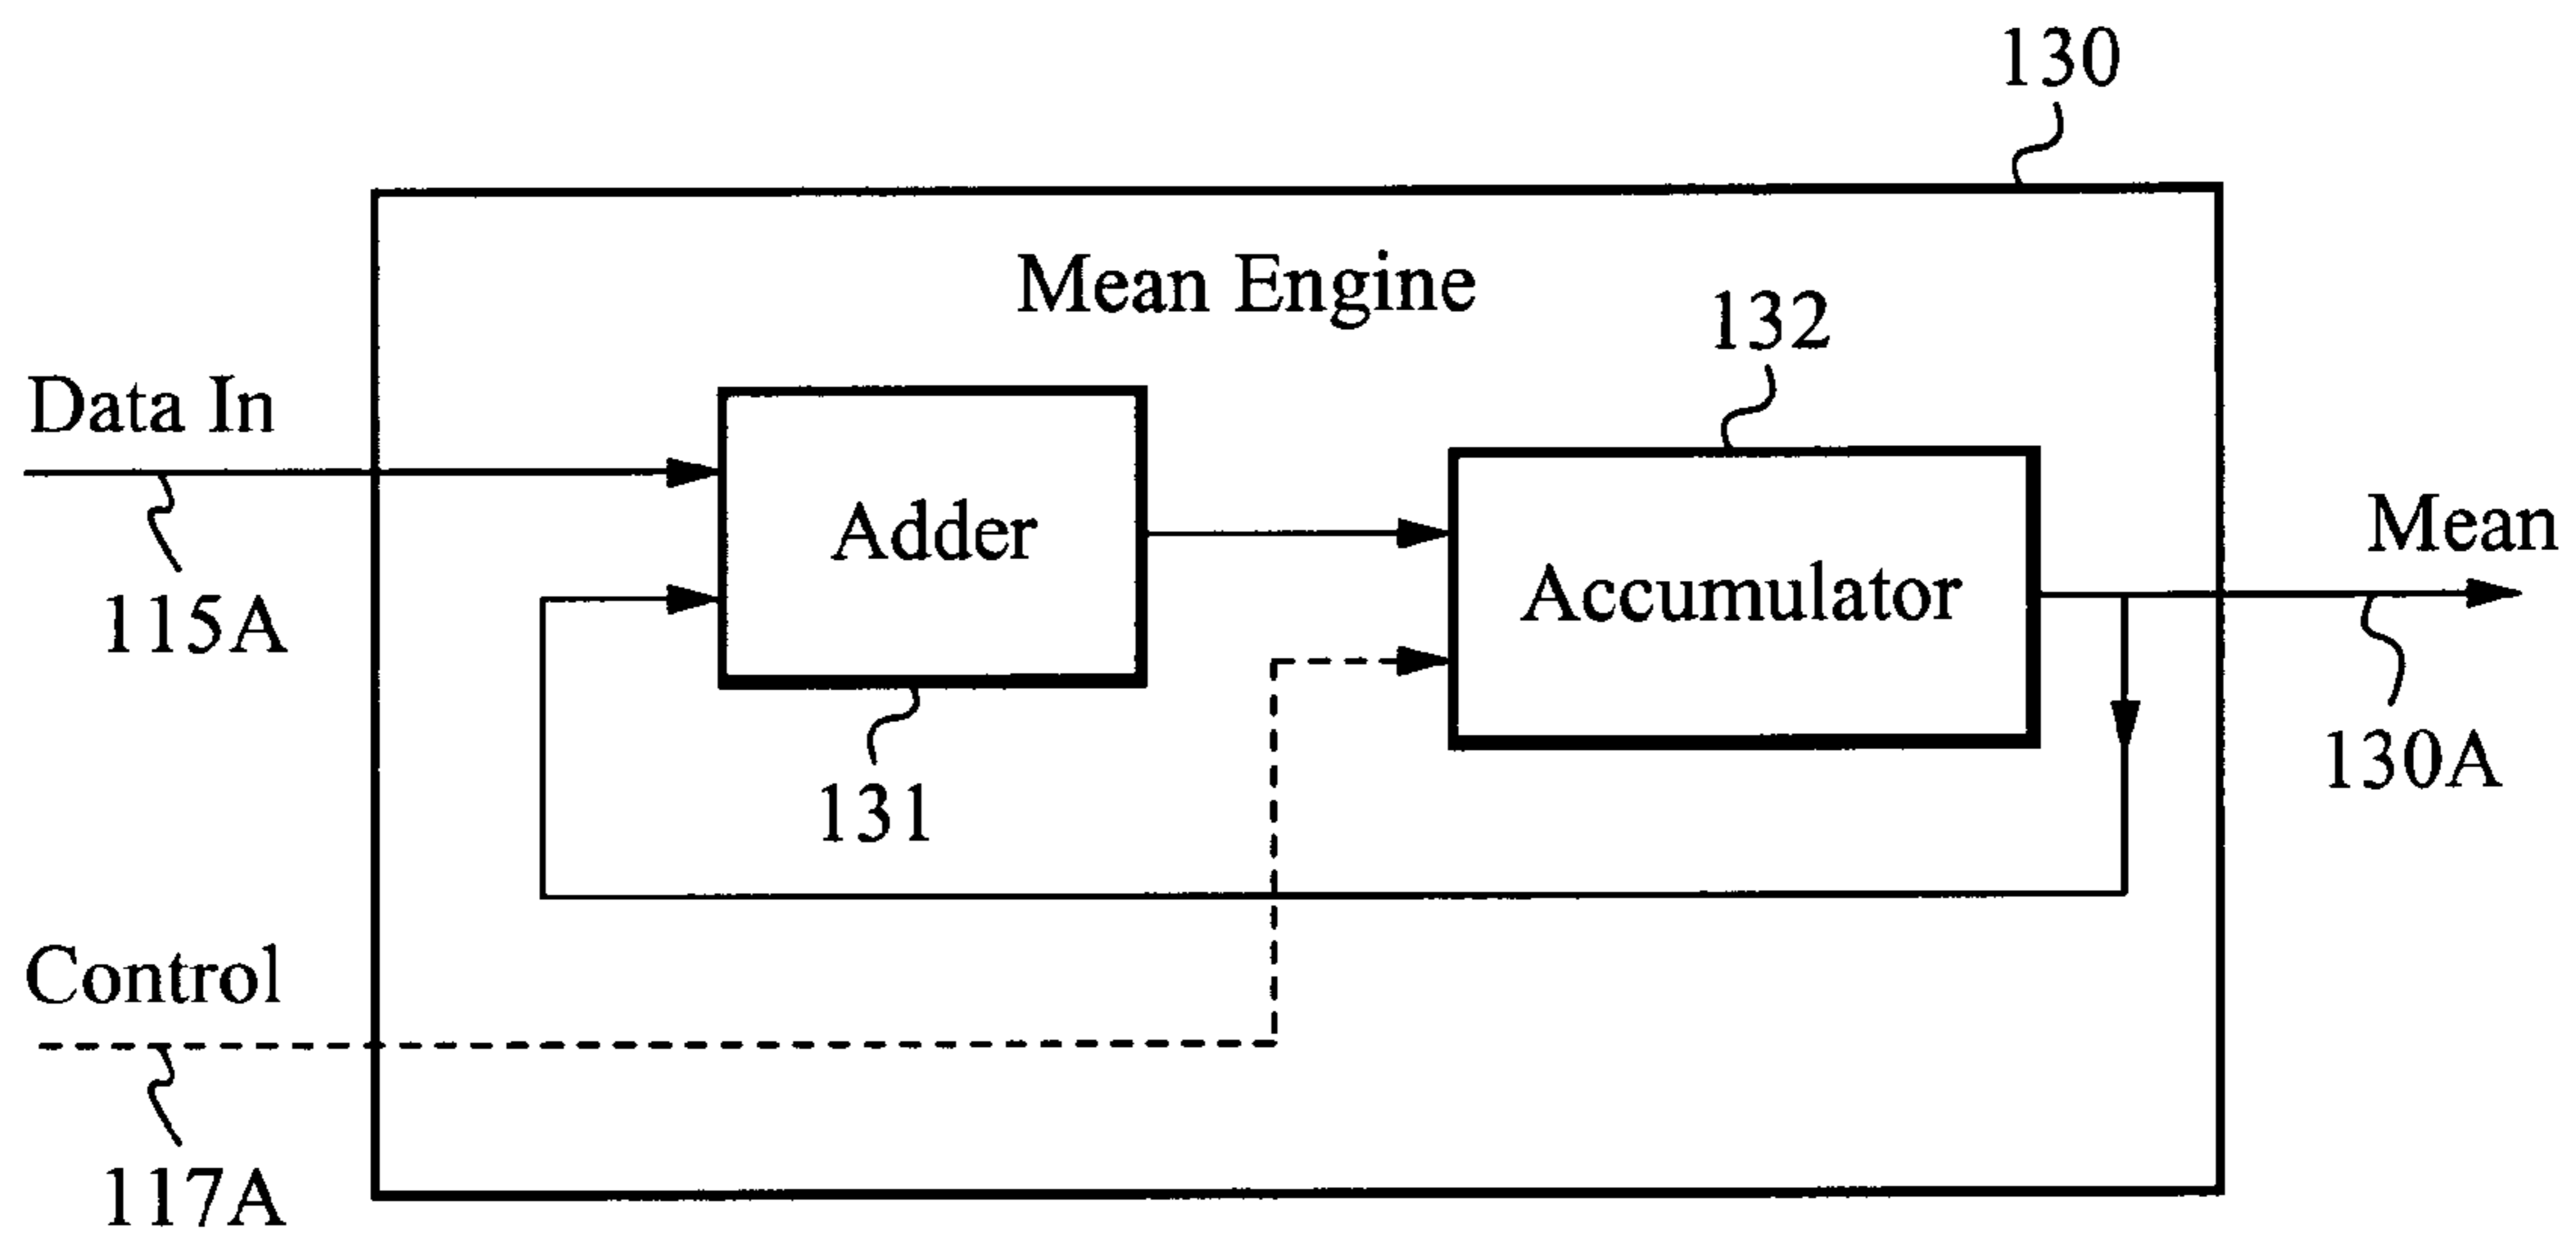 130
Mean Engine
132
Data In
Adder
Mean
Accumulator
115A
130A
131
Control
117A